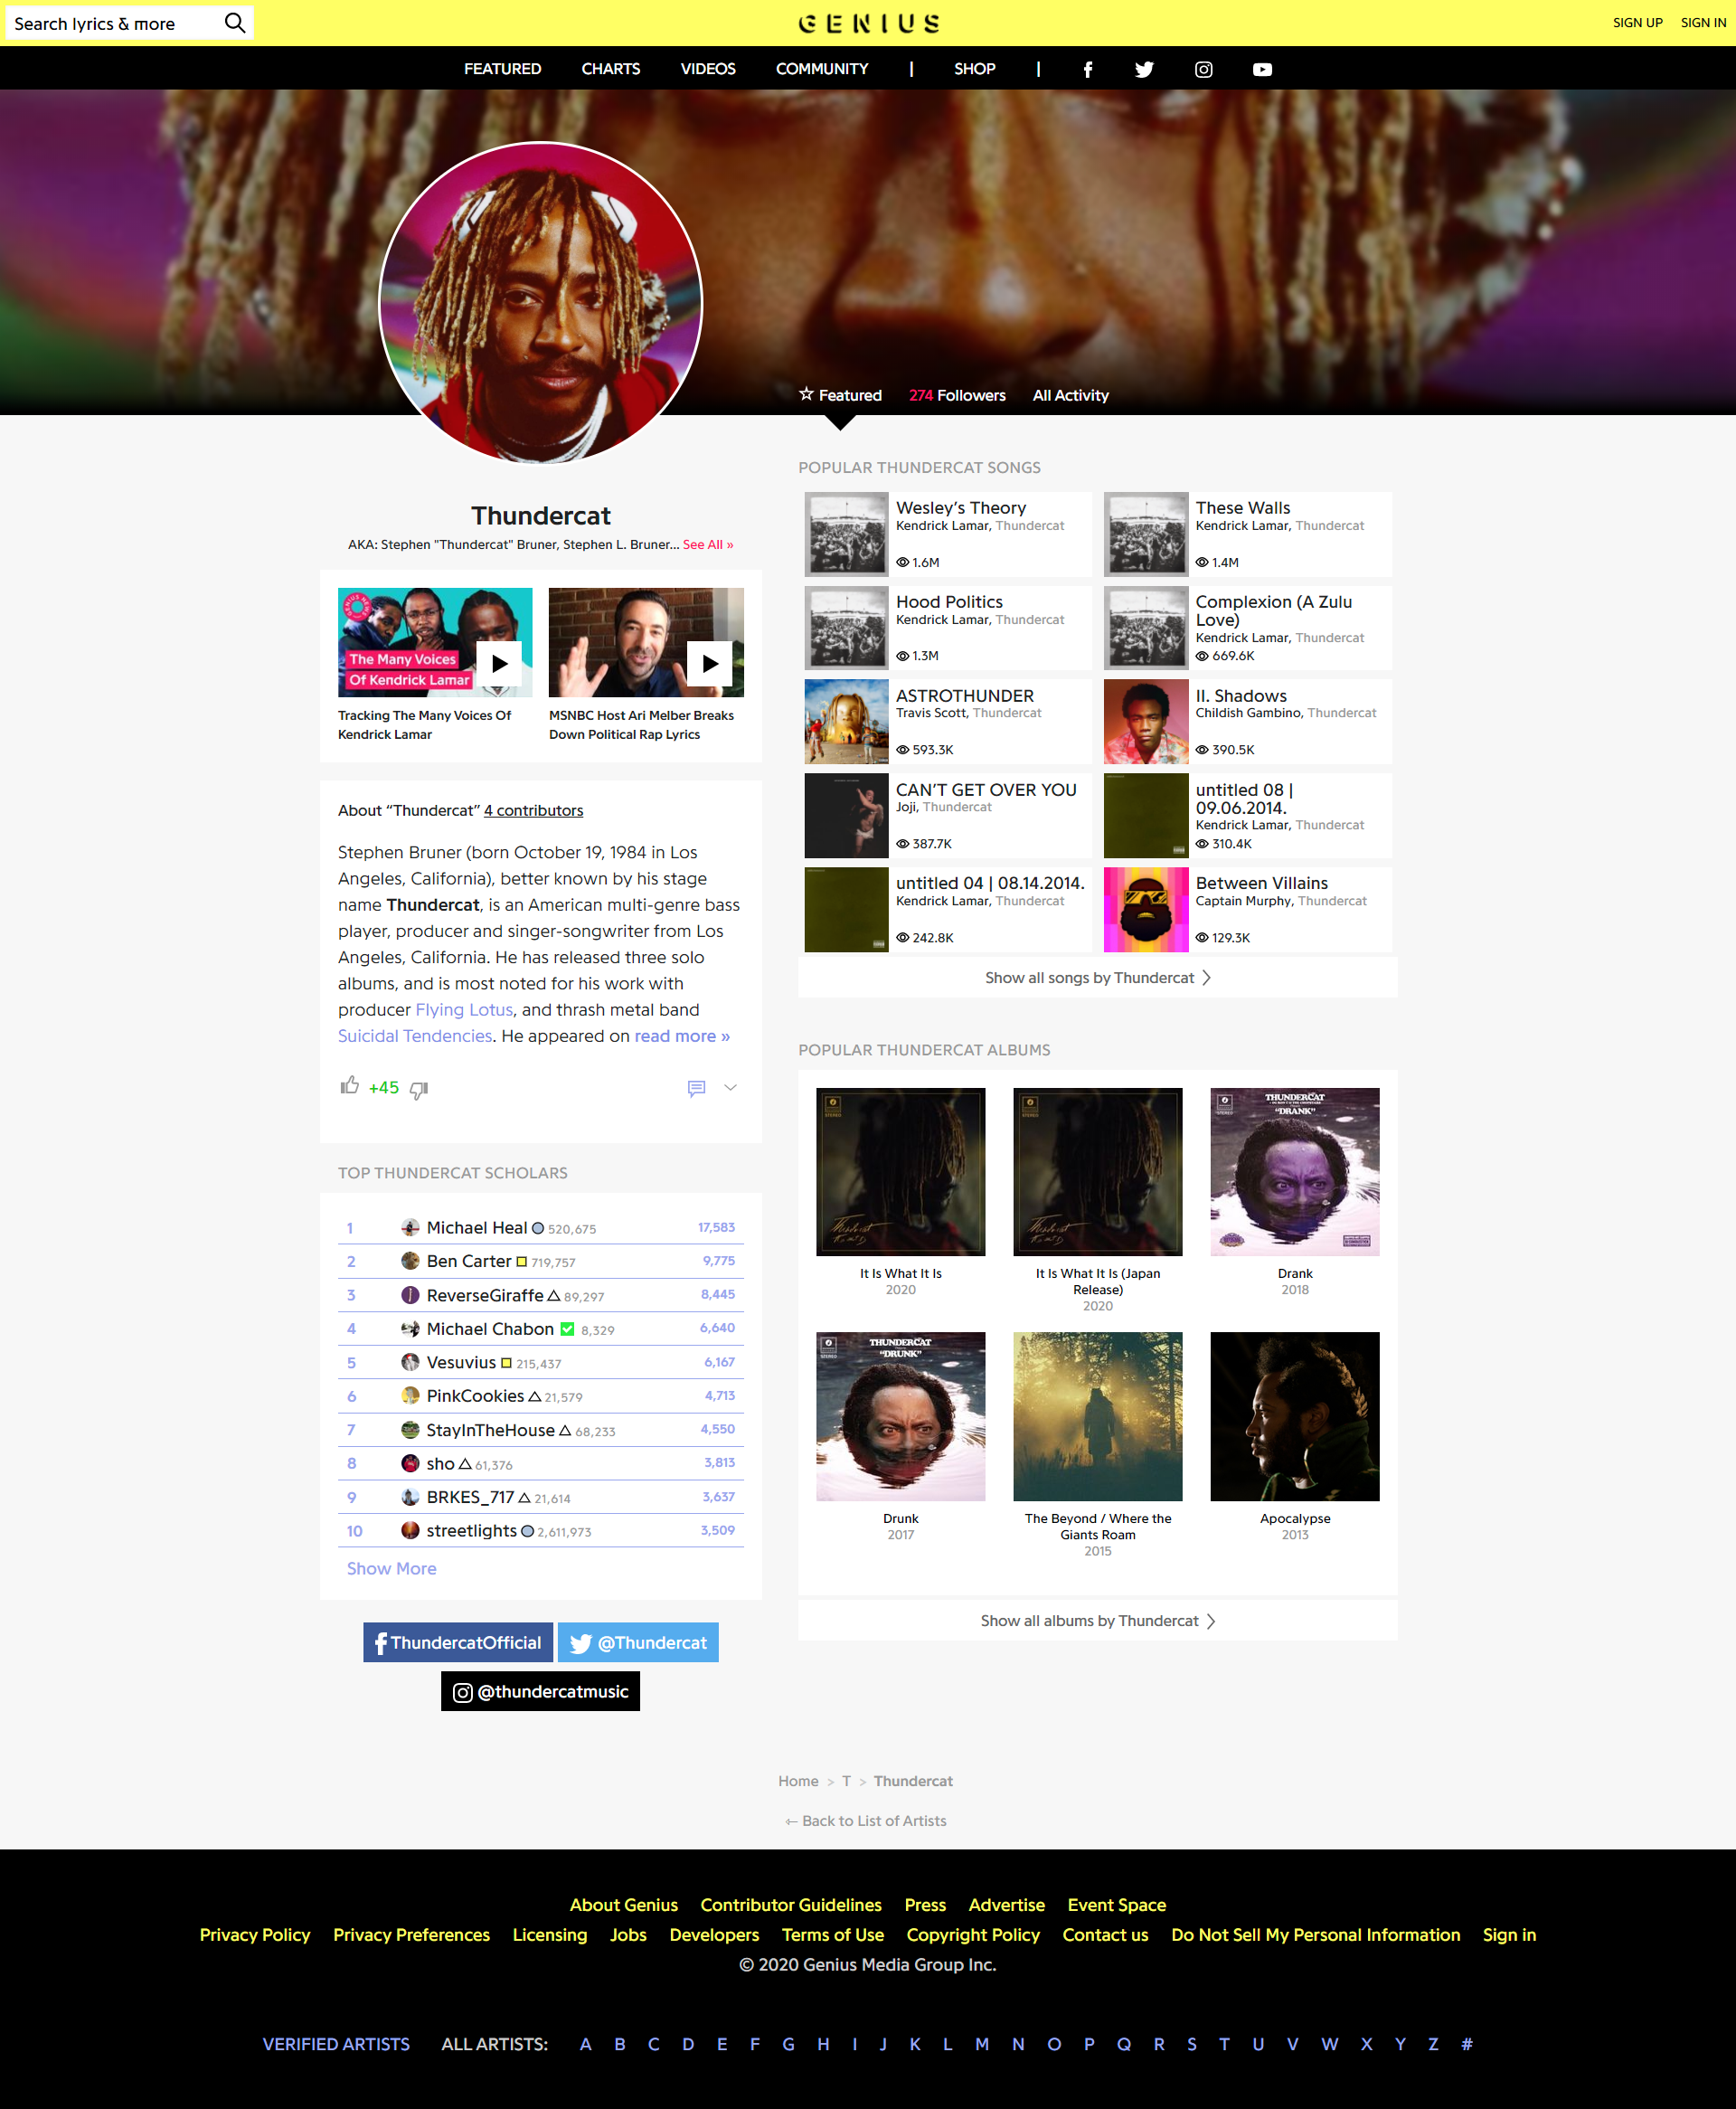 Search lyrics & more
GENIUS
SIGN UP
SIGN IN
FEATURED
CHARTS
VIDEOS
COMMUNITY
|
SHOP
|
Featured
274 Followers
All Activity
Thundercat
AKA: Stephen "Thundercat" Bruner, Stephen L. Bruner... See All »
The Many Voices
Of Kendrick Lamar
Tracking The Many Voices Of
Kendrick Lamar
MSNBC Host Ari Melber Breaks
Down Political Rap Lyrics
About “Thundercat” 4 contributors
Stephen Bruner (born October 19, 1984 in Los
Angeles, California), better known by his stage
name Thundercat, is an American multi-genre bass
player, producer and singer-songwriter from Los
Angeles, California. He has released three solo
albums, and is most noted for his work with
producer Flying Lotus, and thrash metal band
Suicidal Tendencies. He appeared on read more »
+45
TOP THUNDERCAT SCHOLARS
1 Michael Heal 520,675 17,583
2 Ben Carter 719,757 9,775
3 ReverseGiraffe 89,297 8,445
4 Michael Chabon 8,329 6,640
5 Vesuvius 215,437 6,167
6 PinkCookies 21,579 4,713
7 StayInTheHouse 68,233 4,550
8 sho 61,376 3,813
9 BRKES_717 21,614 3,637
10 streetlights 2,611,973 3,509
Show More
ThundercatOfficial
@Thundercat
@thundercatmusic
POPULAR THUNDERCAT SONGS
Wesley’s Theory
Kendrick Lamar, Thundercat
1.6M
These Walls
Kendrick Lamar, Thundercat
1.4M
Hood Politics
Kendrick Lamar, Thundercat
1.3M
Complexion (A Zulu
Love)
Kendrick Lamar, Thundercat
669.6K
ASTROTHUNDER
Travis Scott, Thundercat
593.3K
II. Shadows
Childish Gambino, Thundercat
390.5K
CAN’T GET OVER YOU
Joji, Thundercat
387.7K
untitled 08 |
09.06.2014.
Kendrick Lamar, Thundercat
310.4K
untitled 04 | 08.14.2014.
Kendrick Lamar, Thundercat
242.8K
Between Villains
Captain Murphy, Thundercat
129.3K
Show all songs by Thundercat
POPULAR THUNDERCAT ALBUMS
It Is What It Is
2020
It Is What It Is (Japan
Release)
2020
THUNDERCAT
"DRANK"
Drank
2018
THUNDERCAT
"DRUNK"
Drunk
2017
The Beyond / Where the
Giants Roam
2015
Apocalypse
2013
Show all albums by Thundercat
Home > T > Thundercat
← Back to List of Artists
About Genius
Contributor Guidelines
Press
Advertise
Event Space
Privacy Policy
Privacy Preferences
Licensing
Jobs
Developers
Terms of Use
Copyright Policy
Contact us
Do Not Sell My Personal Information
Sign in
© 2020 Genius Media Group Inc.
VERIFIED ARTISTS
ALL ARTISTS:
A B C D E F G H I J K L M N O P Q R S T U V W X Y Z #